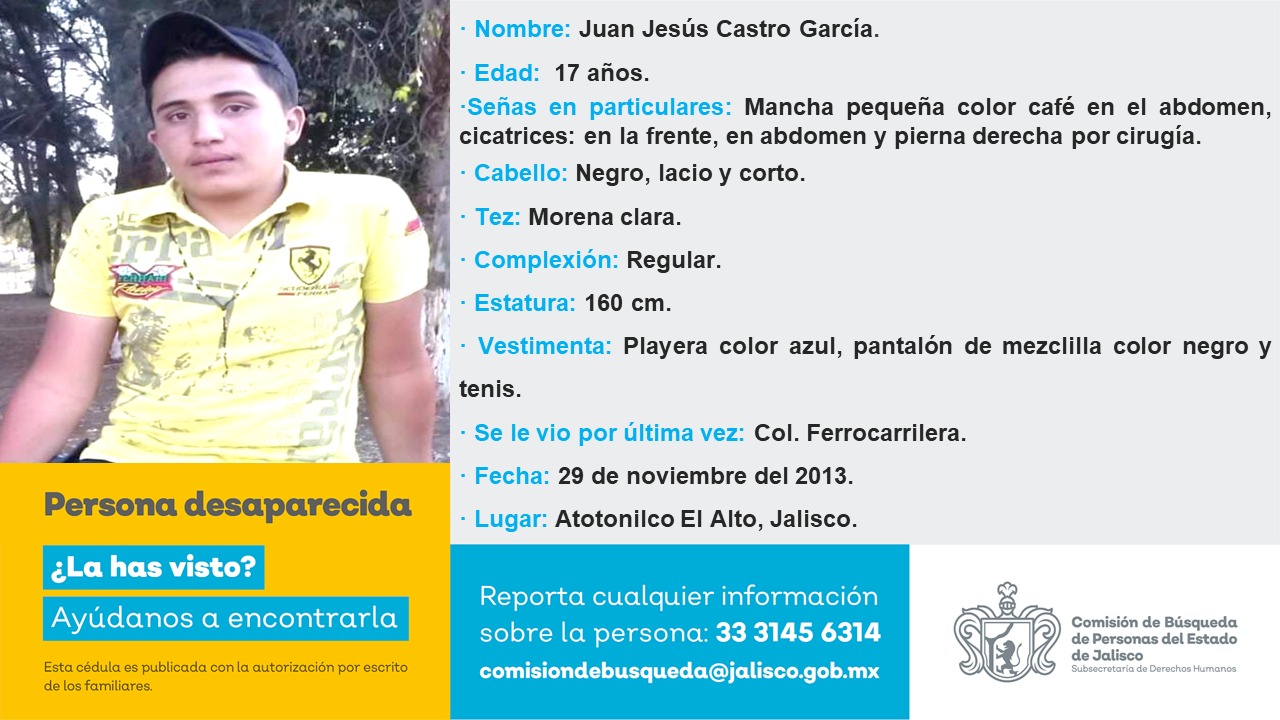 · Nombre: Juan Jesús Castro García.
· Edad: 17 años.
·Señas en particulares: Mancha pequeña color café en el abdomen,
cicatrices: en la frente, en abdomen y pierna derecha por cirugía.
· Cabello: Negro, lacio y corto.
· Tez: Morena clara.
· Complexión: Regular.
· Estatura: 160 cm.
· Vestimenta: Playera color azul, pantalón de mezclilla color negro y
tenis.
· Se le vio por última vez: Col. Ferrocarrilera.
· Fecha: 29 de noviembre del 2013.
· Lugar: Atotonilco El Alto, Jalisco.
Persona desaparecida
¿La has visto?
Ayúdanos a encontrarla
Esta cédula es publicada con la autorización por escrito
de los familiares.
Reporta cualquier información
sobre la persona: 33 3145 6314
comisiondebusqueda@jalisco.gob.mx
Comisión de Búsqueda
de Personas del Estado
de Jalisco
Subsecretaría de Derechos Humanos